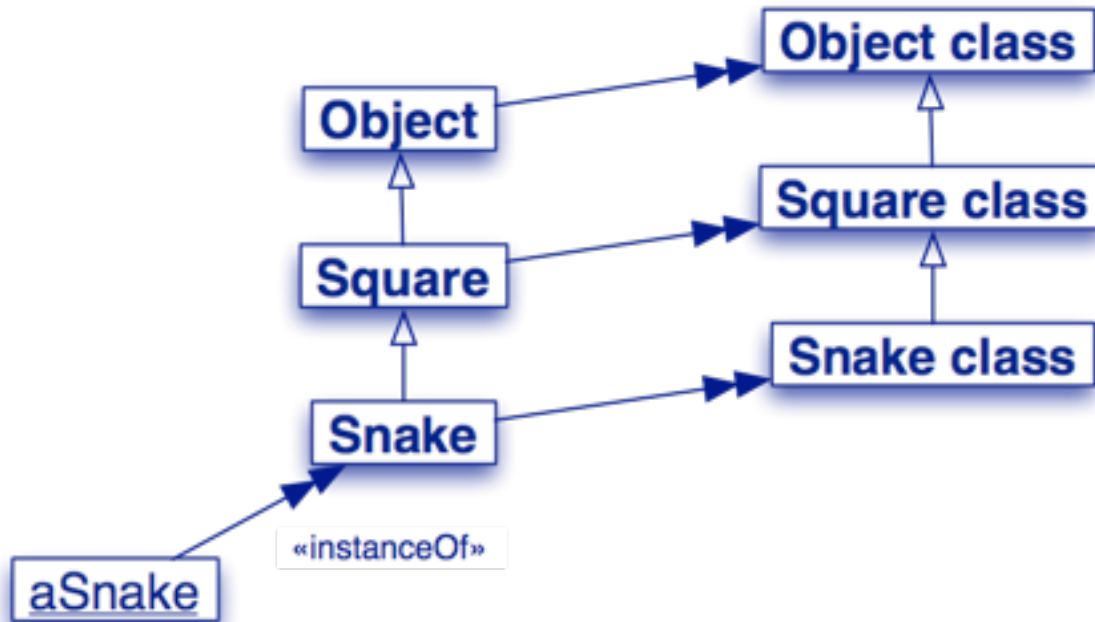 Object class
Object
Square class
Square
Snake class
Snake
«instanceOf»
aSnake